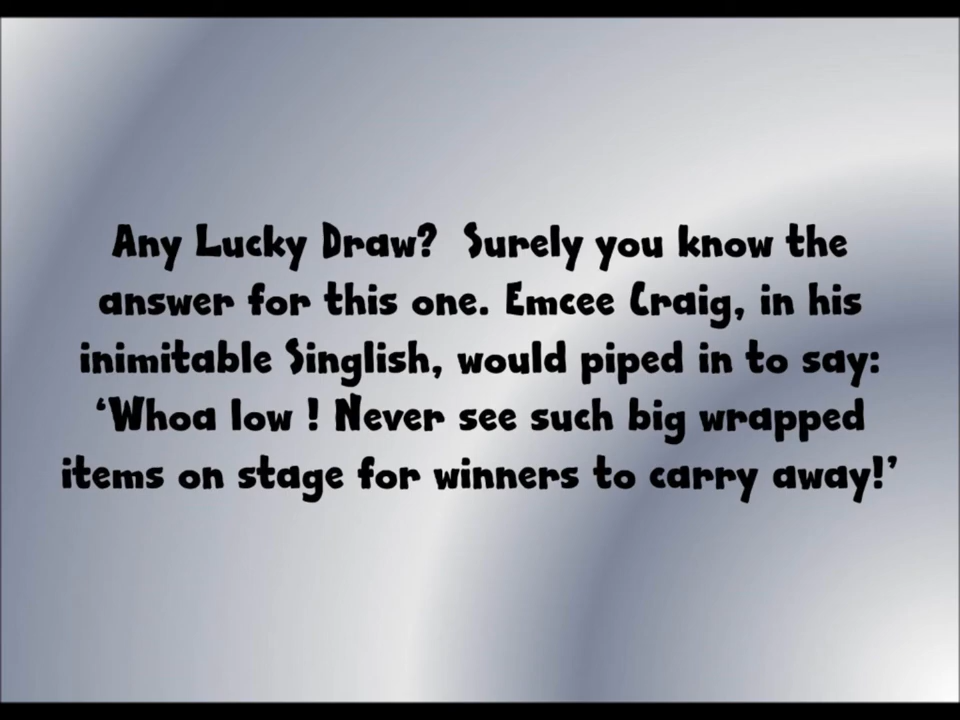 Any Lucky Draw?  Surely you know the
answer for this one. Emcee Craig, in his
inimitable Singlish, would piped in to say:
‘Whoa low ! Never see such big wrapped
items on stage for winners to carry away!’